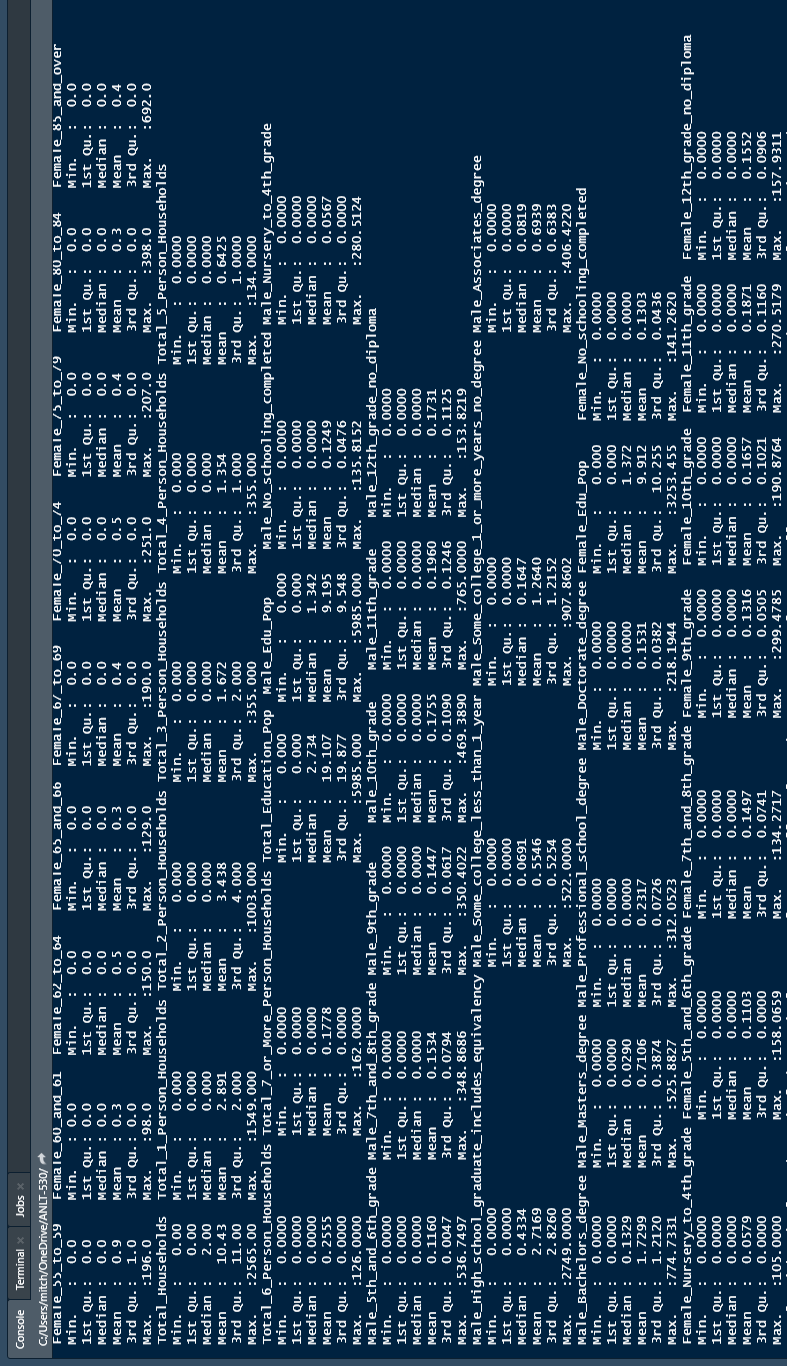 Console Terminal × Jobs ×
C:/Users/mitch/OneDrive/ANLT-530/
Female_55_to_59 Female_60_and_61 Female_62_to_64 Female_65_and_66 Female_67_to_69 Female_70_to_74 Female_75_to_79 Female_80_to_84 Female_85_and_over
Min. : 0.0 Min. : 0.0 Min. : 0.0 Min. : 0.0 Min. : 0.0 Min. : 0.0 Min. : 0.0 Min. : 0.0 Min. : 0.0
1st Qu.: 0.0 1st Qu.: 0.0 1st Qu.: 0.0 1st Qu.: 0.0 1st Qu.: 0.0 1st Qu.: 0.0 1st Qu.: 0.0 1st Qu.: 0.0 1st Qu.: 0.0
Median : 0.0 Median : 0.0 Median : 0.0 Median : 0.0 Median : 0.0 Median : 0.0 Median : 0.0 Median : 0.0 Median : 0.0
Mean : 0.9 Mean : 0.3 Mean : 0.5 Mean : 0.3 Mean : 0.4 Mean : 0.5 Mean : 0.4 Mean : 0.3 Mean : 0.4
3rd Qu.: 1.0 3rd Qu.: 0.0 3rd Qu.: 0.0 3rd Qu.: 0.0 3rd Qu.: 0.0 3rd Qu.: 0.0 3rd Qu.: 0.0 3rd Qu.: 0.0 3rd Qu.: 0.0
Max. :196.0 Max. :98.0 Max. :150.0 Max. :129.0 Max. :190.0 Max. :251.0 Max. :207.0 Max. :398.0 Max. :692.0
Total_Households Total_1_Person_Households Total_2_Person_Households Total_3_Person_Households Total_4_Person_Households Total_5_Person_Households
Min. : 0.00 Min. : 0.000 Min. : 0.000 Min. : 0.000 Min. : 0.000 Min. : 0.0000
1st Qu.: 0.00 1st Qu.: 0.000 1st Qu.: 0.000 1st Qu.: 0.000 1st Qu.: 0.000 1st Qu.: 0.0000
Median : 2.00 Median : 0.000 Median : 0.000 Median : 0.000 Median : 0.000 Median : 0.0000
Mean : 10.43 Mean : 2.891 Mean : 3.438 Mean : 1.672 Mean : 1.354 Mean : 0.6425
3rd Qu.: 11.00 3rd Qu.: 2.000 3rd Qu.: 4.000 3rd Qu.: 2.000 3rd Qu.: 1.000 3rd Qu.: 1.0000
Max. :2365.00 Max. :1549.000 Max. :1003.000 Max. :355.000 Max. :355.000 Max. :134.0000
Total_6_Person_Households Total_7_or_More_Person_Households Total_Education_Pop Male_Edu_Pop Male_No_schooling_completed Male_Nursery_to_4th_grade
Min. : 0.0000 Min. : 0.0000 Min. : 0.000 Min. : 0.000 Min. : 0.0000 Min. : 0.0000
1st Qu.: 0.0000 1st Qu.: 0.0000 1st Qu.: 0.000 1st Qu.: 0.000 1st Qu.: 0.0000 1st Qu.: 0.0000
Median : 0.0000 Median : 0.0000 Median : 2.734 Median : 1.342 Median : 0.0000 Median : 0.0000
Mean : 0.2555 Mean : 0.1778 Mean : 19.107 Mean : 9.195 Mean : 0.1249 Mean : 0.0567
3rd Qu.: 0.0000 3rd Qu.: 0.0000 3rd Qu.: 19.877 3rd Qu.: 9.548 3rd Qu.: 0.0476 3rd Qu.: 0.0000
Max. :126.0000 Max. :162.0000 Max. :5985.000 Max. :5985.000 Max. :135.8152 Max. :280.5124
Male_5th_and_6th_grade Male_7th_and_8th_grade Male_9th_grade Male_10th_grade Male_11th_grade Male_12th_grade_no_diploma
Min. : 0.0000 Min. : 0.0000 Min. : 0.0000 Min. : 0.0000 Min. : 0.0000 Min. : 0.0000
1st Qu.: 0.0000 1st Qu.: 0.0000 1st Qu.: 0.0000 1st Qu.: 0.0000 1st Qu.: 0.0000 1st Qu.: 0.0000
Median : 0.0000 Median : 0.0000 Median : 0.0000 Median : 0.0000 Median : 0.0000 Median : 0.0000
Mean : 0.1160 Mean : 0.1534 Mean : 0.1447 Mean : 0.1755 Mean : 0.1960 Mean : 0.1731
3rd Qu.: 0.0047 3rd Qu.: 0.0794 3rd Qu.: 0.0617 3rd Qu.: 0.1090 3rd Qu.: 0.1246 3rd Qu.: 0.1125
Max. :536.7497 Max. :348.8686 Max. :350.4022 Max. :469.3890 Max. :765.0000 Max. :153.8219
Male_High_school_graduate_includes_equivalency Male_some_college_less_than_1_year Male_Some_college_1_or_more_years_no_degree Male_Associates_degree
Min. : 0.0000 Min. : 0.0000 Min. : 0.0000 Min. : 0.0000
1st Qu.: 0.0000 1st Qu.: 0.0000 1st Qu.: 0.0000 1st Qu.: 0.0000
Median : 0.4334 Median : 0.0691 Median : 0.1647 Median : 0.0819
Mean : 2.7169 Mean : 0.5546 Mean : 1.2640 Mean : 0.6939
3rd Qu.: 2.8260 3rd Qu.: 0.5254 3rd Qu.: 1.2152 3rd Qu.: 0.6383
Max. :2749.0000 Max. :522.0000 Max. :907.8602 Max. :406.4220
Male_Bachelors_degree Male_Masters_degree Male_Professional_school_degree Male_Doctorate_degree Female_Edu_Pop Female_No_schooling_completed
Min. : 0.0000 Min. : 0.0000 Min. : 0.0000 Min. : 0.0000 Min. : 0.000 Min. : 0.0000
1st Qu.: 0.0000 1st Qu.: 0.0000 1st Qu.: 0.0000 1st Qu.: 0.0000 1st Qu.: 0.000 1st Qu.: 0.0000
Median : 0.1329 Median : 0.0290 Median : 0.0000 Median : 0.0000 Median : 1.372 Median : 0.0000
Mean : 1.7299 Mean : 0.7106 Mean : 0.2317 Mean : 0.1531 Mean : 9.912 Mean : 0.1303
3rd Qu.: 1.2120 3rd Qu.: 0.3874 3rd Qu.: 0.0726 3rd Qu.: 0.0382 3rd Qu.: 10.255 3rd Qu.: 0.0436
Max. :774.7331 Max. :525.8827 Max. :312.0523 Max. :218.1944 Max. :3253.455 Max. :141.2620
Female_Nursery_to_4th_grade Female_5th_and_6th_grade Female_7th_and_8th_grade Female_9th_grade Female_10th_grade Female_11th_grade Female_12th_grade_no_diploma
Min. : 0.0000 Min. : 0.0000 Min. : 0.0000 Min. : 0.0000 Min. : 0.0000 Min. : 0.0000 Min. : 0.0000
1st Qu.: 0.0000 1st Qu.: 0.0000 1st Qu.: 0.0000 1st Qu.: 0.0000 1st Qu.: 0.0000 1st Qu.: 0.0000 1st Qu.: 0.0000
Median : 0.0000 Median : 0.0000 Median : 0.0000 Median : 0.0000 Median : 0.0000 Median : 0.0000 Median : 0.0000
Mean : 0.0579 Mean : 0.1103 Mean : 0.1497 Mean : 0.1316 Mean : 0.1657 Mean : 0.1871 Mean : 0.1552
3rd Qu.: 0.0000 3rd Qu.: 0.0000 3rd Qu.: 0.0741 3rd Qu.: 0.0505 3rd Qu.: 0.1021 3rd Qu.: 0.1160 3rd Qu.: 0.0906
Max. :105.0000 Max. :158.0659 Max. :134.2717 Max. :299.4785 Max. :190.8764 Max. :270.5179 Max. :157.9311